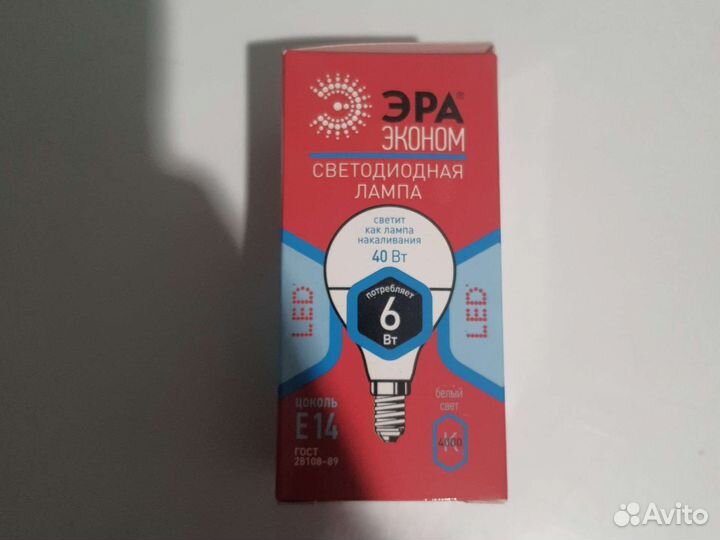 ЭРА®
ЭКОНОМ
СВЕТОДИОДНАЯ
ЛАМПА
светит
как лампа
накаливания
40 Вт
потребляет
6
Вт
LED
LED
цоколь
E14
ГОСТ
28108-89
белый
свет
4000
К
Avito